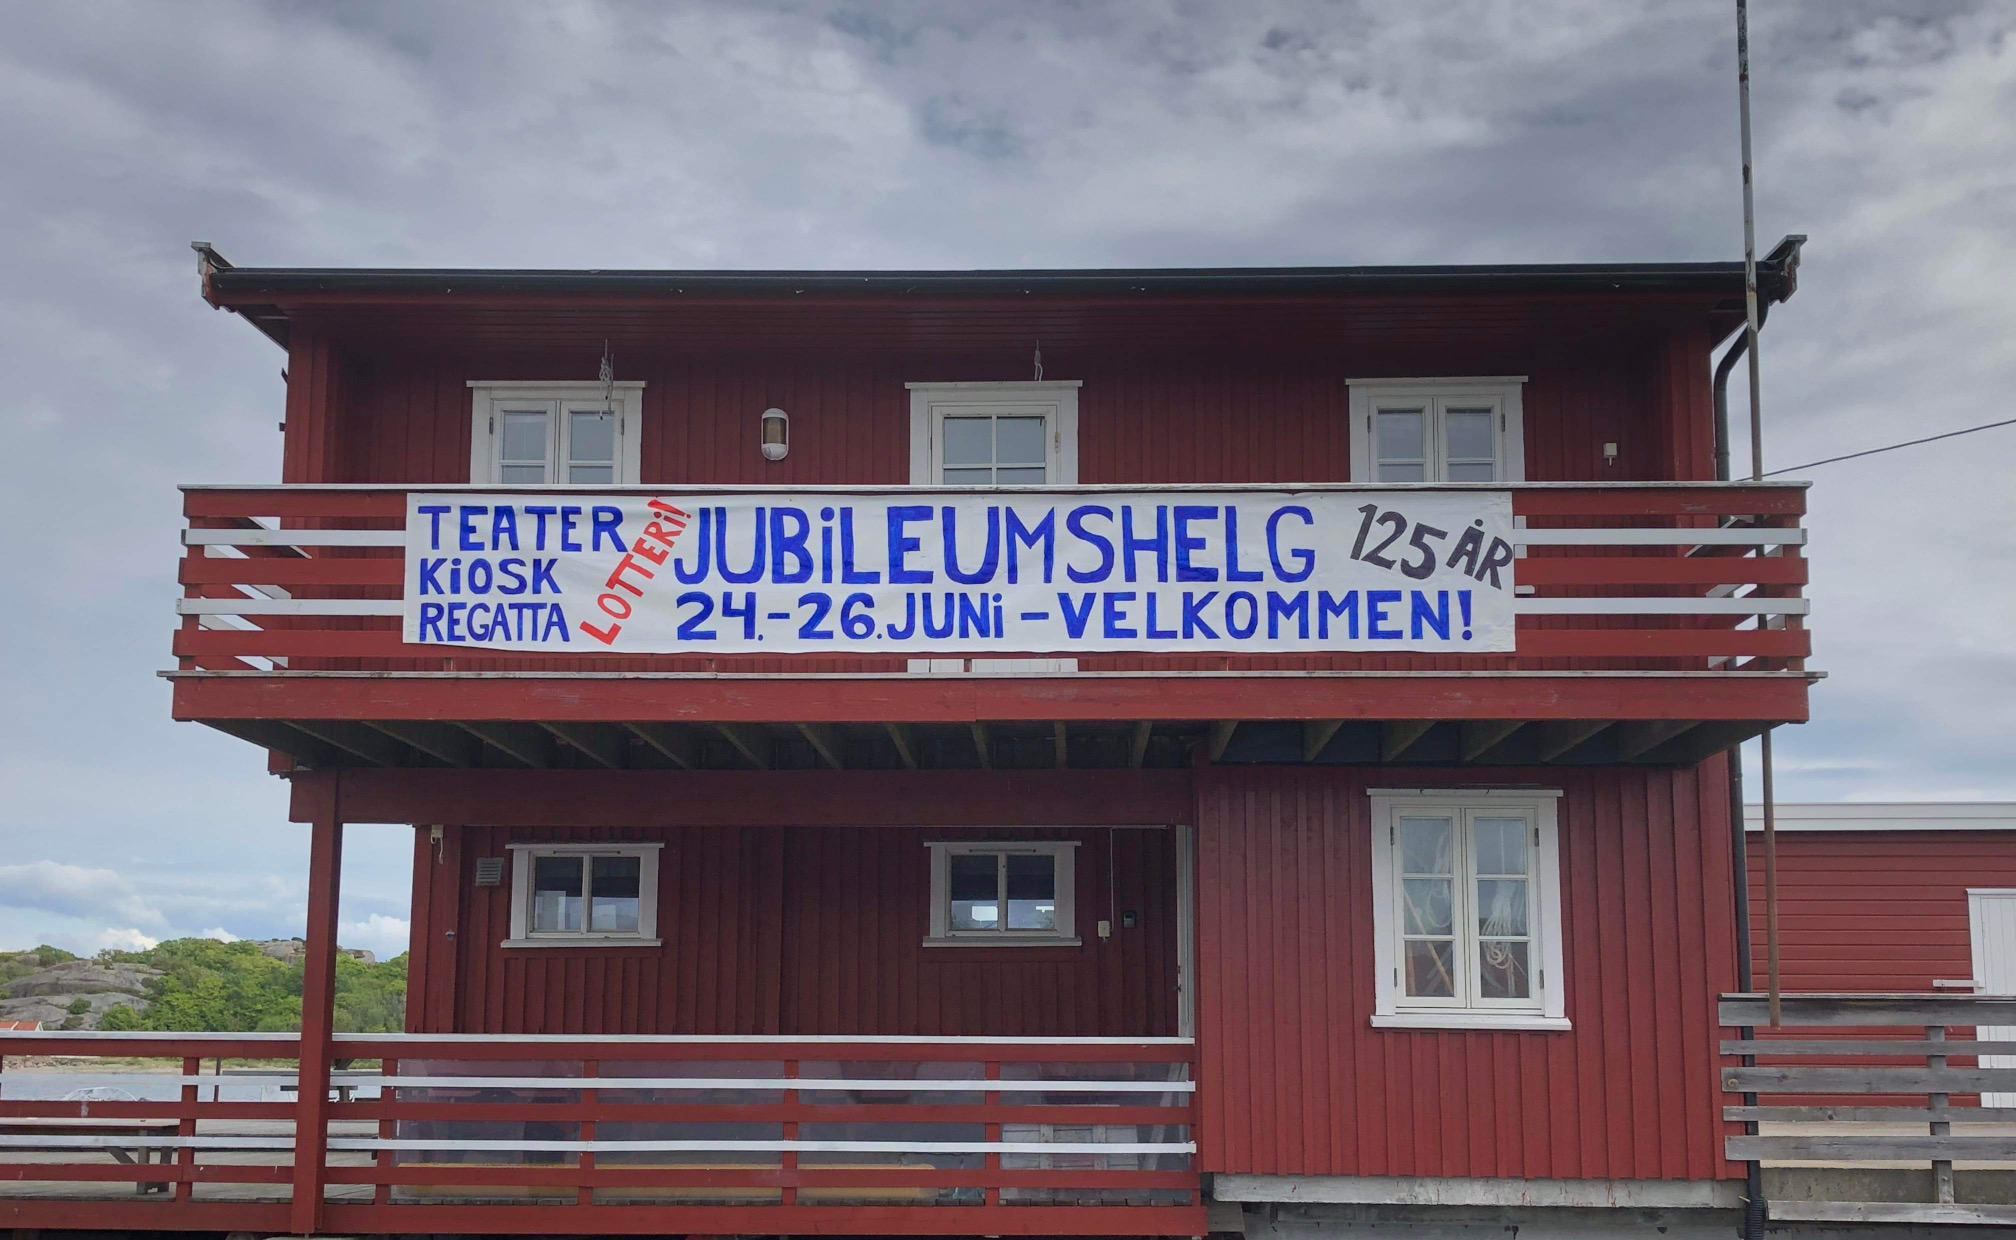 TEATER
KiOSK
REGATTA
LOTTERi!
JUBiLEUMSHELG
24.-26.JUNi-VELKOMMEN!
125 ÅR